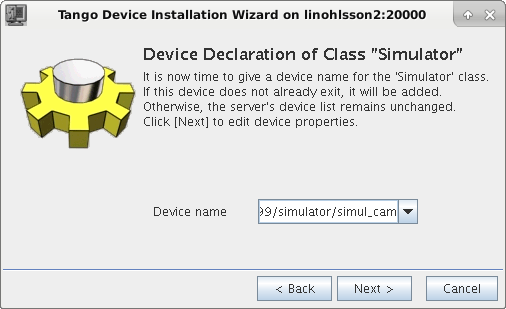 Tango Device Installation Wizard on linohlsson2:20000
Device Declaration of Class "Simulator"
It is now time to give a device name for the 'Simulator' class.
If this device does not already exit, it will be added.
Otherwise, the server's device list remains unchanged.
Click [Next] to edit device properties.
Device name 99/simulator/simul_cam
< Back Next > Cancel